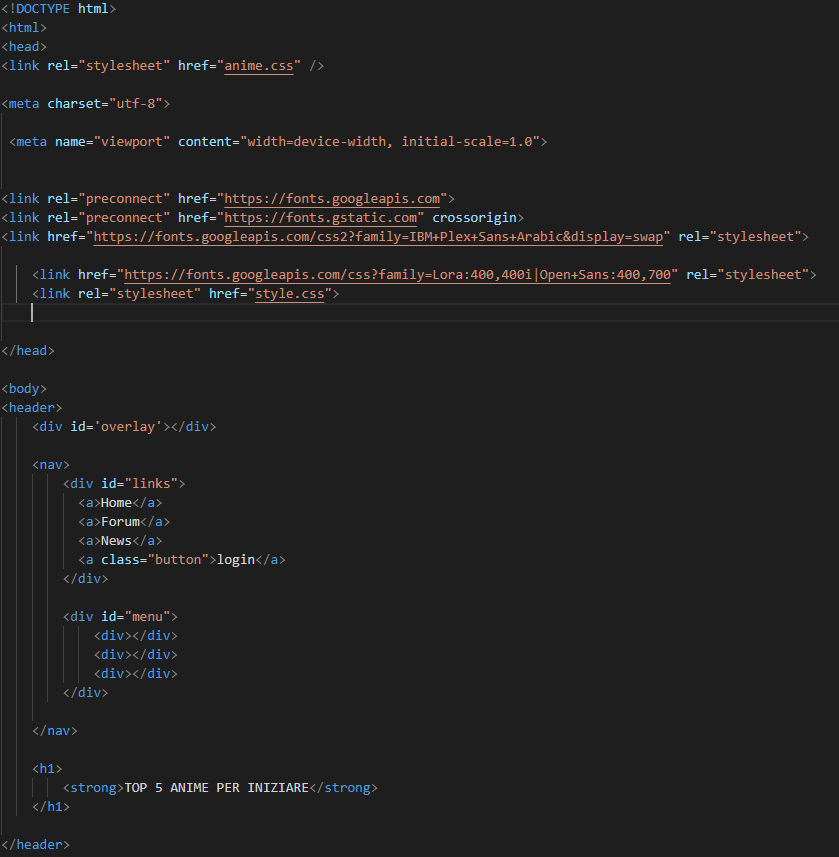 <!DOCTYPE html>
<html>
<head>
<link rel="stylesheet" href="anime.css" />
<meta charset="utf-8">
<meta name="viewport" content="width=device-width, initial-scale=1.0">
<link rel="preconnect" href="https://fonts.googleapis.com">
<link rel="preconnect" href="https://fonts.gstatic.com" crossorigin>
<link href="https://fonts.googleapis.com/css2?family=IBM+Plex+Sans+Arabic&display=swap" rel="stylesheet">
<link href="https://fonts.googleapis.com/css?family=Lora:400,400i|Open+Sans:400,700" rel="stylesheet">
<link rel="stylesheet" href="style.css">
</head>
<body>
<header>
<div id='overlay'></div>
<nav>
<div id="links">
<a>Home</a>
<a>Forum</a>
<a>News</a>
<a class="button">login</a>
</div>
<div id="menu">
<div></div>
<div></div>
<div></div>
</div>
</nav>
<h1>
<strong>TOP 5 ANIME PER INIZIARE</strong>
</h1>
</header>